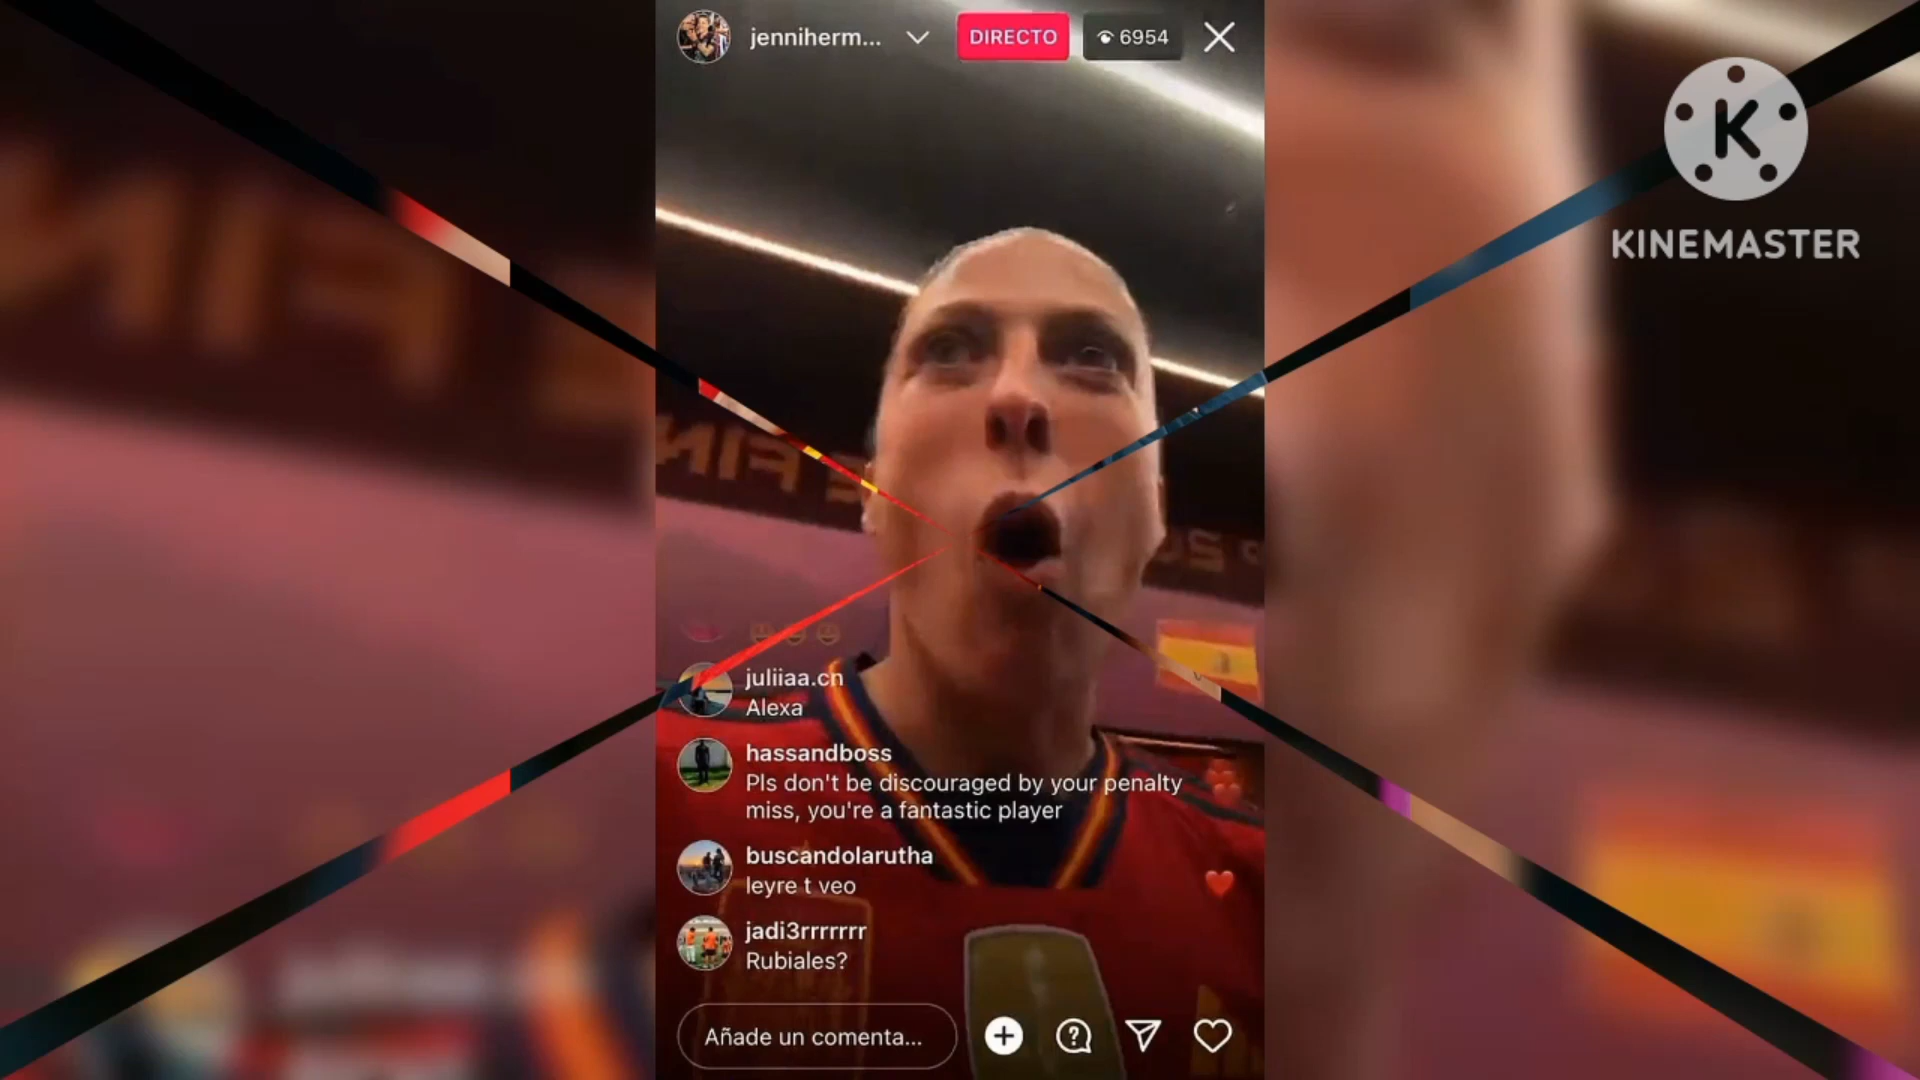 jenniherm...
DIRECTO
6954
K
KINEMASTER
juliiaa.cn
Alexa
hassandboss
Pls don't be discouraged by your penalty
miss, you're a fantastic player
buscandolarutha
leyre t veo
jadi3rrrrrrr
Rubiales?
Añade un comenta...